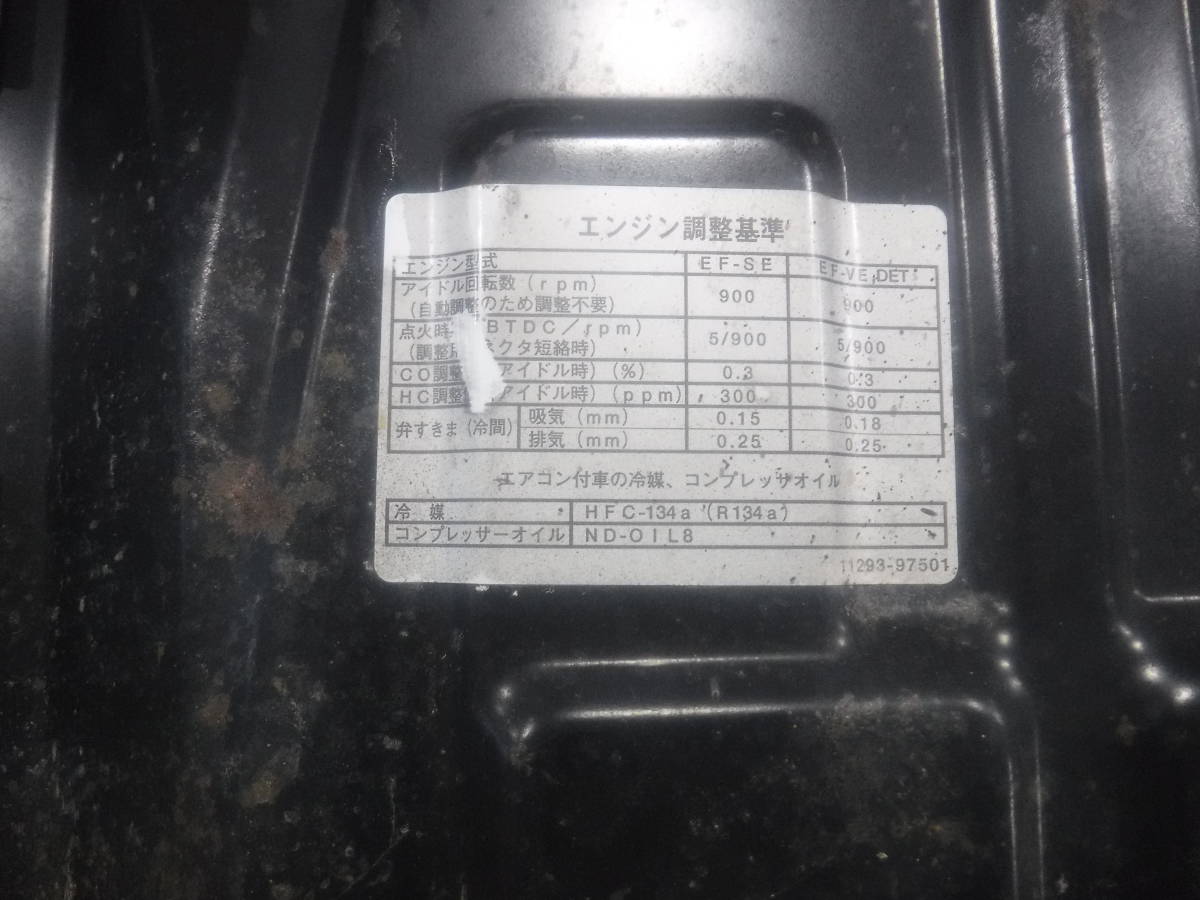 エンジン調整基準
エンジン型式 EF-SE EF-VE,DET
アイドル回転数(rpm) 900 900
(自動調整のため調整不要)
点火時 BTDC/rpm) 5/900 5/900
(調整 ネクタ短絡時)
CO調整 アイドル時)(%) 0.3 0.3
HC調整 アイドル時)(ppm) 300 300
弁すきま(冷間) 吸気(mm) 0.15 0.18
排気(mm) 0.25 0.25
エアコン付車の冷媒、コンプレッサオイル
冷媒 HFC-134a (R134a)
コンプレッサーオイル ND-OIL8
11293-97501